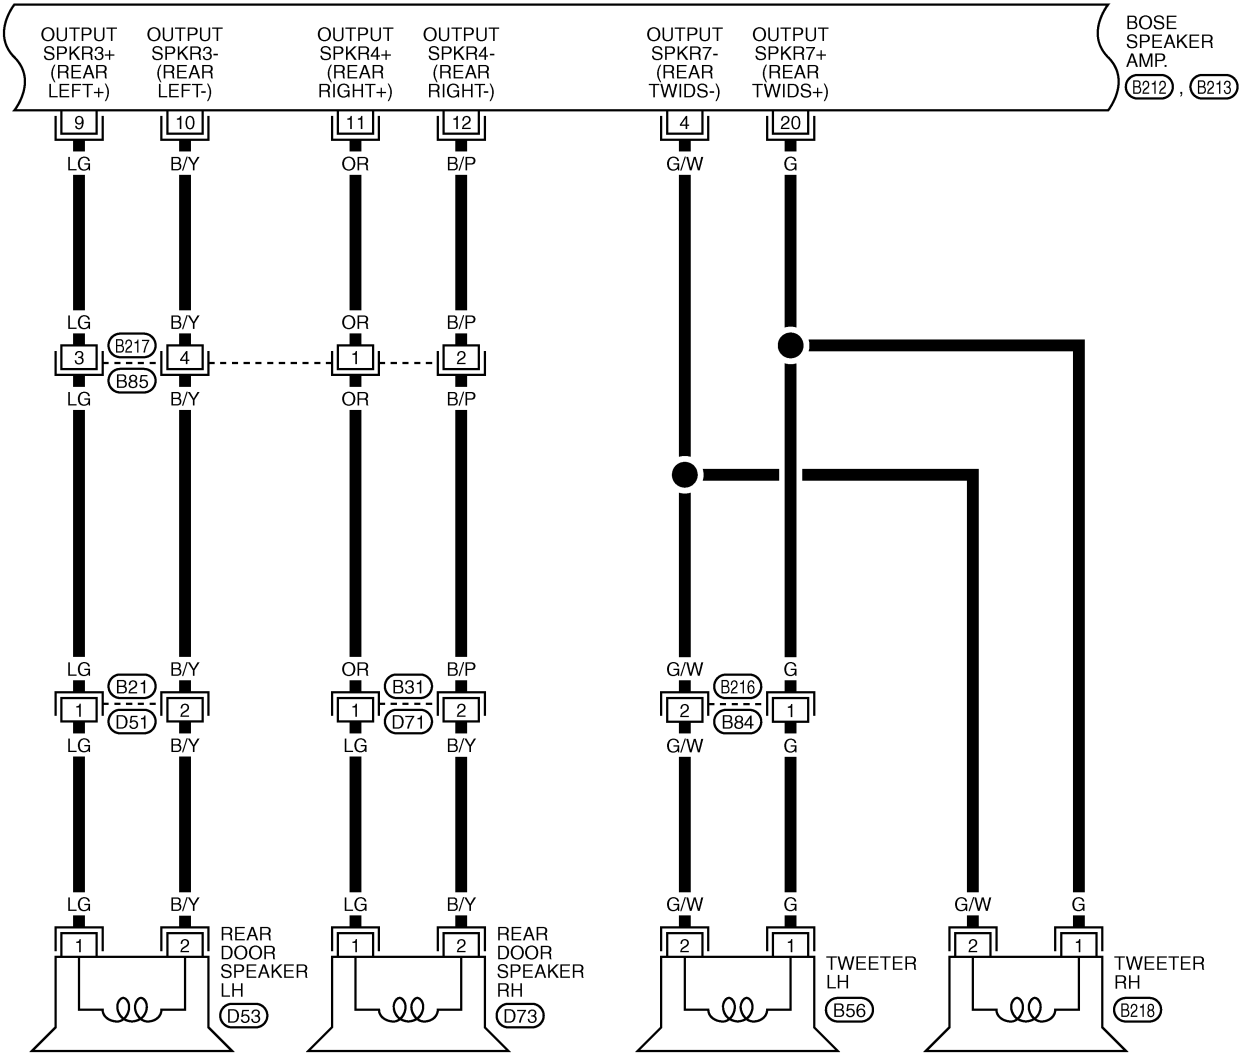 OUTPUT
SPKR3+
(REAR
LEFT+)
OUTPUT
SPKR3-
(REAR
LEFT-)
OUTPUT
SPKR4+
(REAR
RIGHT+)
OUTPUT
SPKR4-
(REAR
RIGHT-)
OUTPUT
SPKR7-
(REAR
TWIDS-)
OUTPUT
SPKR7+
(REAR
TWIDS+)
BOSE
SPEAKER
AMP.
B212 , B213
9 10 11 12 4 20
LG B/Y OR B/P G/W G
LG B/Y OR B/P
B217
3 4 1 2
B85
LG B/Y OR B/P
LG B/Y OR B/P G/W G
B21 B31 B216
1 2 1 2 2 1
D51 D71 B84
LG B/Y LG B/Y G/W G
LG B/Y LG B/Y G/W G G/W G
1 2 1 2 2 1 2 1
REAR
DOOR
SPEAKER
LH
D53
REAR
DOOR
SPEAKER
RH
D73
TWEETER
LH
B56
TWEETER
RH
B218